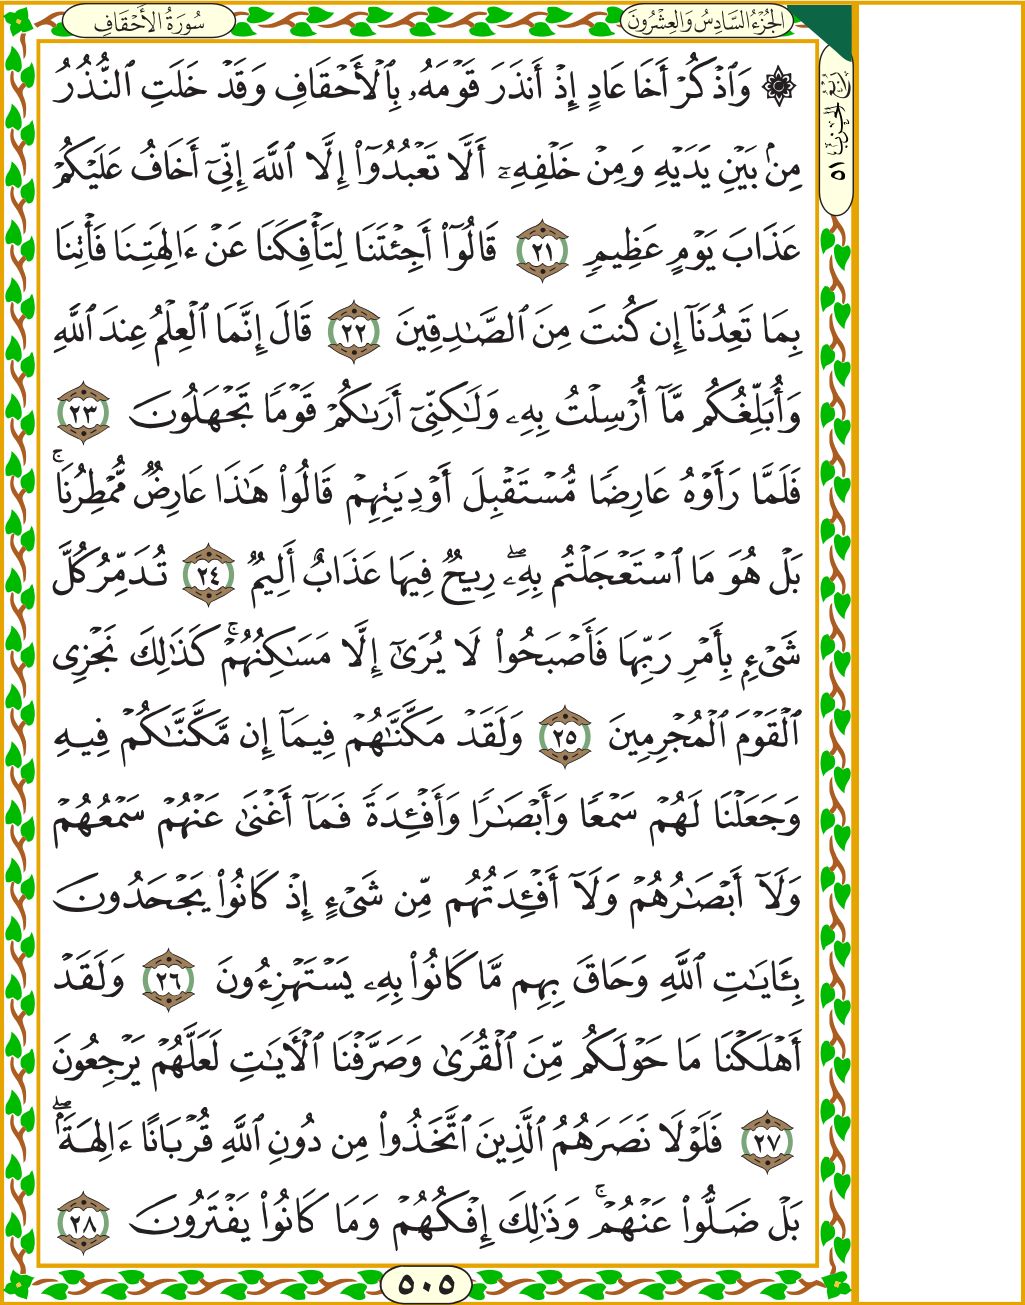 سُورَةُ الأَحْقَافِ
الجُزْءُ السَّادِسُ وَالعِشْرُونَ
۞ وَٱذْكُرْ أَخَا عَادٍ إِذْ أَنذَرَ قَوْمَهُۥ بِٱلْأَحْقَافِ وَقَدْ خَلَتِ ٱلنُّذُرُ
مِنۢ بَيْنِ يَدَيْهِ وَمِنْ خَلْفِهِۦٓ أَلَّا تَعْبُدُوٓا۟ إِلَّا ٱللَّهَ إِنِّىٓ أَخَافُ عَلَيْكُمْ
عَذَابَ يَوْمٍ عَظِيمٍ ٢١ قَالُوٓا۟ أَجِئْتَنَا لِتَأْفِكَنَا عَنْ ءَالِهَتِنَا فَأْتِنَا
بِمَا تَعِدُنَآ إِن كُنتَ مِنَ ٱلصَّٰدِقِينَ ٢٢ قَالَ إِنَّمَا ٱلْعِلْمُ عِندَ ٱللَّهِ
وَأُبَلِّغُكُم مَّآ أُرْسِلْتُ بِهِۦ وَلَٰكِنِّىٓ أَرَىٰكُمْ قَوْمًا تَجْهَلُونَ ٢٣
فَلَمَّا رَأَوْهُ عَارِضًا مُّسْتَقْبِلَ أَوْدِيَتِهِمْ قَالُوا۟ هَٰذَا عَارِضٌ مُّمْطِرُنَا ۚ
بَلْ هُوَ مَا ٱسْتَعْجَلْتُم بِهِۦ ۖ رِيحٌ فِيهَا عَذَابٌ أَلِيمٌ ٢٤ تُدَمِّرُ كُلَّ
شَىْءٍۭ بِأَمْرِ رَبِّهَا فَأَصْبَحُوا۟ لَا يُرَىٰٓ إِلَّا مَسَٰكِنُهُمْ ۚ كَذَٰلِكَ نَجْزِى
ٱلْقَوْمَ ٱلْمُجْرِمِينَ ٢٥ وَلَقَدْ مَكَّنَّٰهُمْ فِيمَآ إِن مَّكَّنَّٰكُمْ فِيهِ
وَجَعَلْنَا لَهُمْ سَمْعًا وَأَبْصَٰرًا وَأَفْـِٔدَةً فَمَآ أَغْنَىٰ عَنْهُمْ سَمْعُهُمْ
وَلَآ أَبْصَٰرُهُمْ وَلَآ أَفْـِٔدَتُهُم مِّن شَىْءٍ إِذْ كَانُوا۟ يَجْحَدُونَ
بِـَٔايَٰتِ ٱللَّهِ وَحَاقَ بِهِم مَّا كَانُوا۟ بِهِۦ يَسْتَهْزِءُونَ ٢٦ وَلَقَدْ
أَهْلَكْنَا مَا حَوْلَكُم مِّنَ ٱلْقُرَىٰ وَصَرَّفْنَا ٱلْـَٔايَٰتِ لَعَلَّهُمْ يَرْجِعُونَ
٢٧ فَلَوْلَا نَصَرَهُمُ ٱلَّذِينَ ٱتَّخَذُوا۟ مِن دُونِ ٱللَّهِ قُرْبَانًا ءَالِهَةًۢ ۖ
بَلْ ضَلُّوا۟ عَنْهُمْ ۚ وَذَٰلِكَ إِفْكُهُمْ وَمَا كَانُوا۟ يَفْتَرُونَ ٢٨
٥٠٥
الحزب ٥١